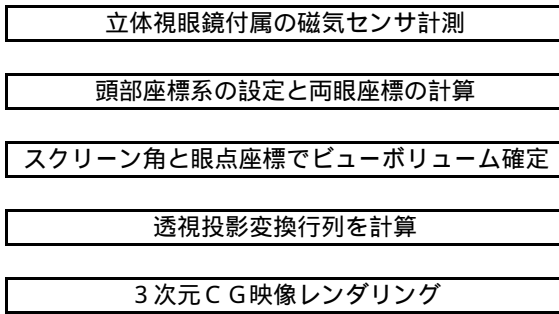 立体視眼鏡付属の磁気センサ計測
頭部座標系の設定と両眼座標の計算
スクリーン角と眼点座標でビューボリューム確定
透視投影変換行列を計算
３次元ＣＧ映像レンダリング